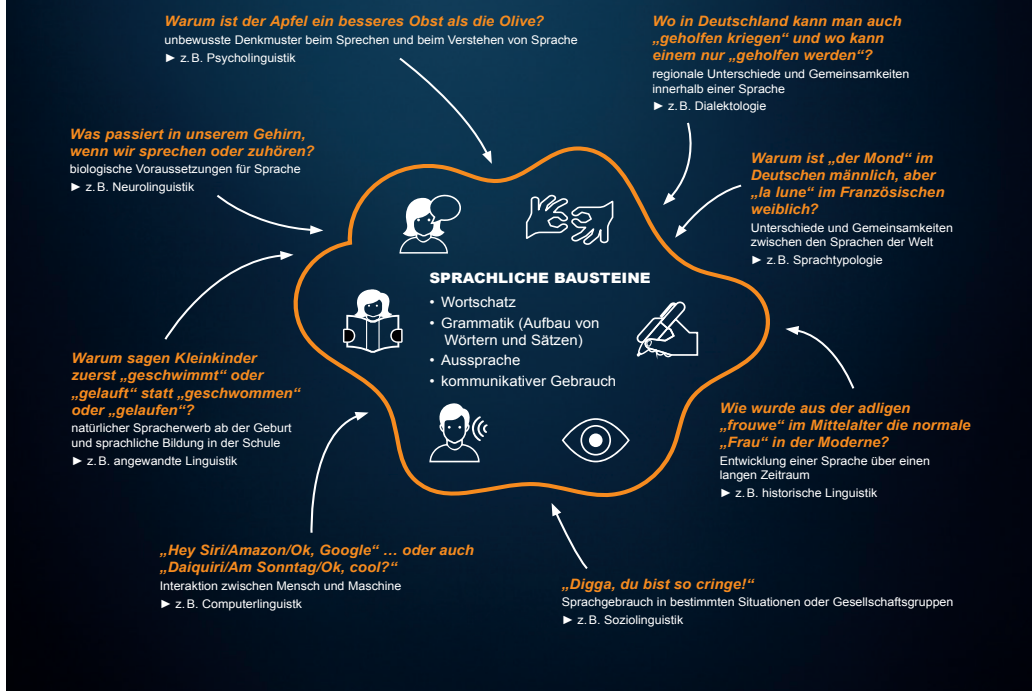 Warum ist der Apfel ein besseres Obst als die Olive?
unbewusste Denkmuster beim Sprechen und beim Verstehen von Sprache
► z. B. Psycholinguistik
Wo in Deutschland kann man auch
„geholfen kriegen“ und wo kann
einem nur „geholfen werden“?
regionale Unterschiede und Gemeinsamkeiten
innerhalb einer Sprache
► z. B. Dialektologie
Was passiert in unserem Gehirn,
wenn wir sprechen oder zuhören?
biologische Voraussetzungen für Sprache
► z. B. Neurolinguistik
Warum ist „der Mond“ im
Deutschen männlich, aber
„la lune“ im Französischen
weiblich?
Unterschiede und Gemeinsamkeiten
zwischen den Sprachen der Welt
► z. B. Sprachtypologie
SPRACHLICHE BAUSTEINE
• Wortschatz
• Grammatik (Aufbau von
Wörtern und Sätzen)
• Aussprache
• kommunikativer Gebrauch
Warum sagen Kleinkinder
zuerst „geschwimmt“ oder
„gelauft“ statt „geschwommen“
oder „gelaufen“?
natürlicher Spracherwerb ab der Geburt
und sprachliche Bildung in der Schule
► z. B. angewandte Linguistik
Wie wurde aus der adligen
„frouwe“ im Mittelalter die normale
„Frau“ in der Moderne?
Entwicklung einer Sprache über einen
langen Zeitraum
► z. B. historische Linguistik
„Hey Siri/Amazon/Ok, Google“ … oder auch
„Daiquiri/Am Sonntag/Ok, cool?“
Interaktion zwischen Mensch und Maschine
► z. B. Computerlinguistk
„Digga, du bist so cringe!“
Sprachgebrauch in bestimmten Situationen oder Gesellschaftsgruppen
► z. B. Soziolinguistik